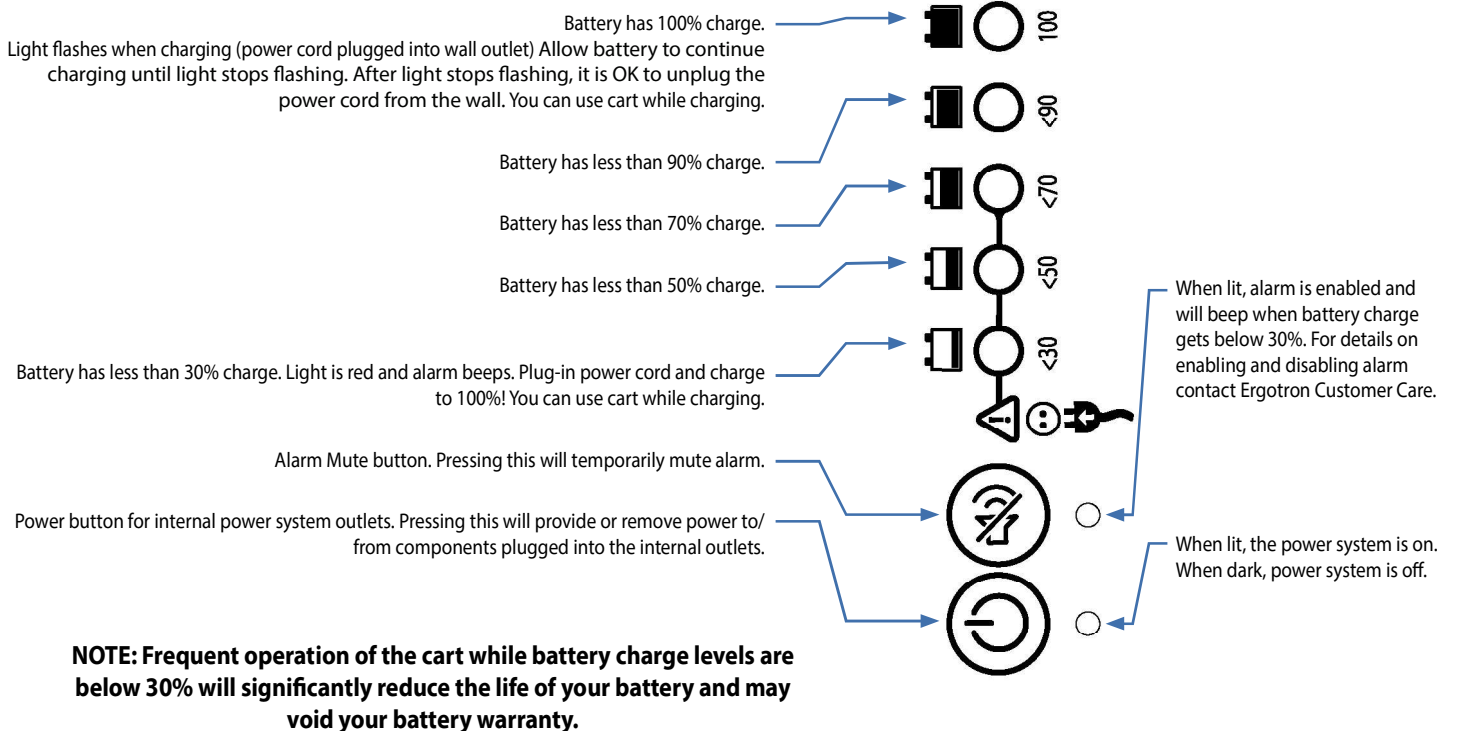 Battery has 100% charge.
Light flashes when charging (power cord plugged into wall outlet) Allow battery to continue
charging until light stops flashing. After light stops flashing, it is OK to unplug the
power cord from the wall. You can use cart while charging.
100
<90
Battery has less than 90% charge.
<70
Battery has less than 70% charge.
<50
Battery has less than 50% charge.
<30
Battery has less than 30% charge. Light is red and alarm beeps. Plug-in power cord and charge
to 100%! You can use cart while charging.
When lit, alarm is enabled and
will beep when battery charge
gets below 30%. For details on
enabling and disabling alarm
contact Ergotron Customer Care.
Alarm Mute button. Pressing this will temporarily mute alarm.
Power button for internal power system outlets. Pressing this will provide or remove power to/
from components plugged into the internal outlets.
When lit, the power system is on.
When dark, power system is off.
NOTE: Frequent operation of the cart while battery charge levels are
below 30% will significantly reduce the life of your battery and may
void your battery warranty.